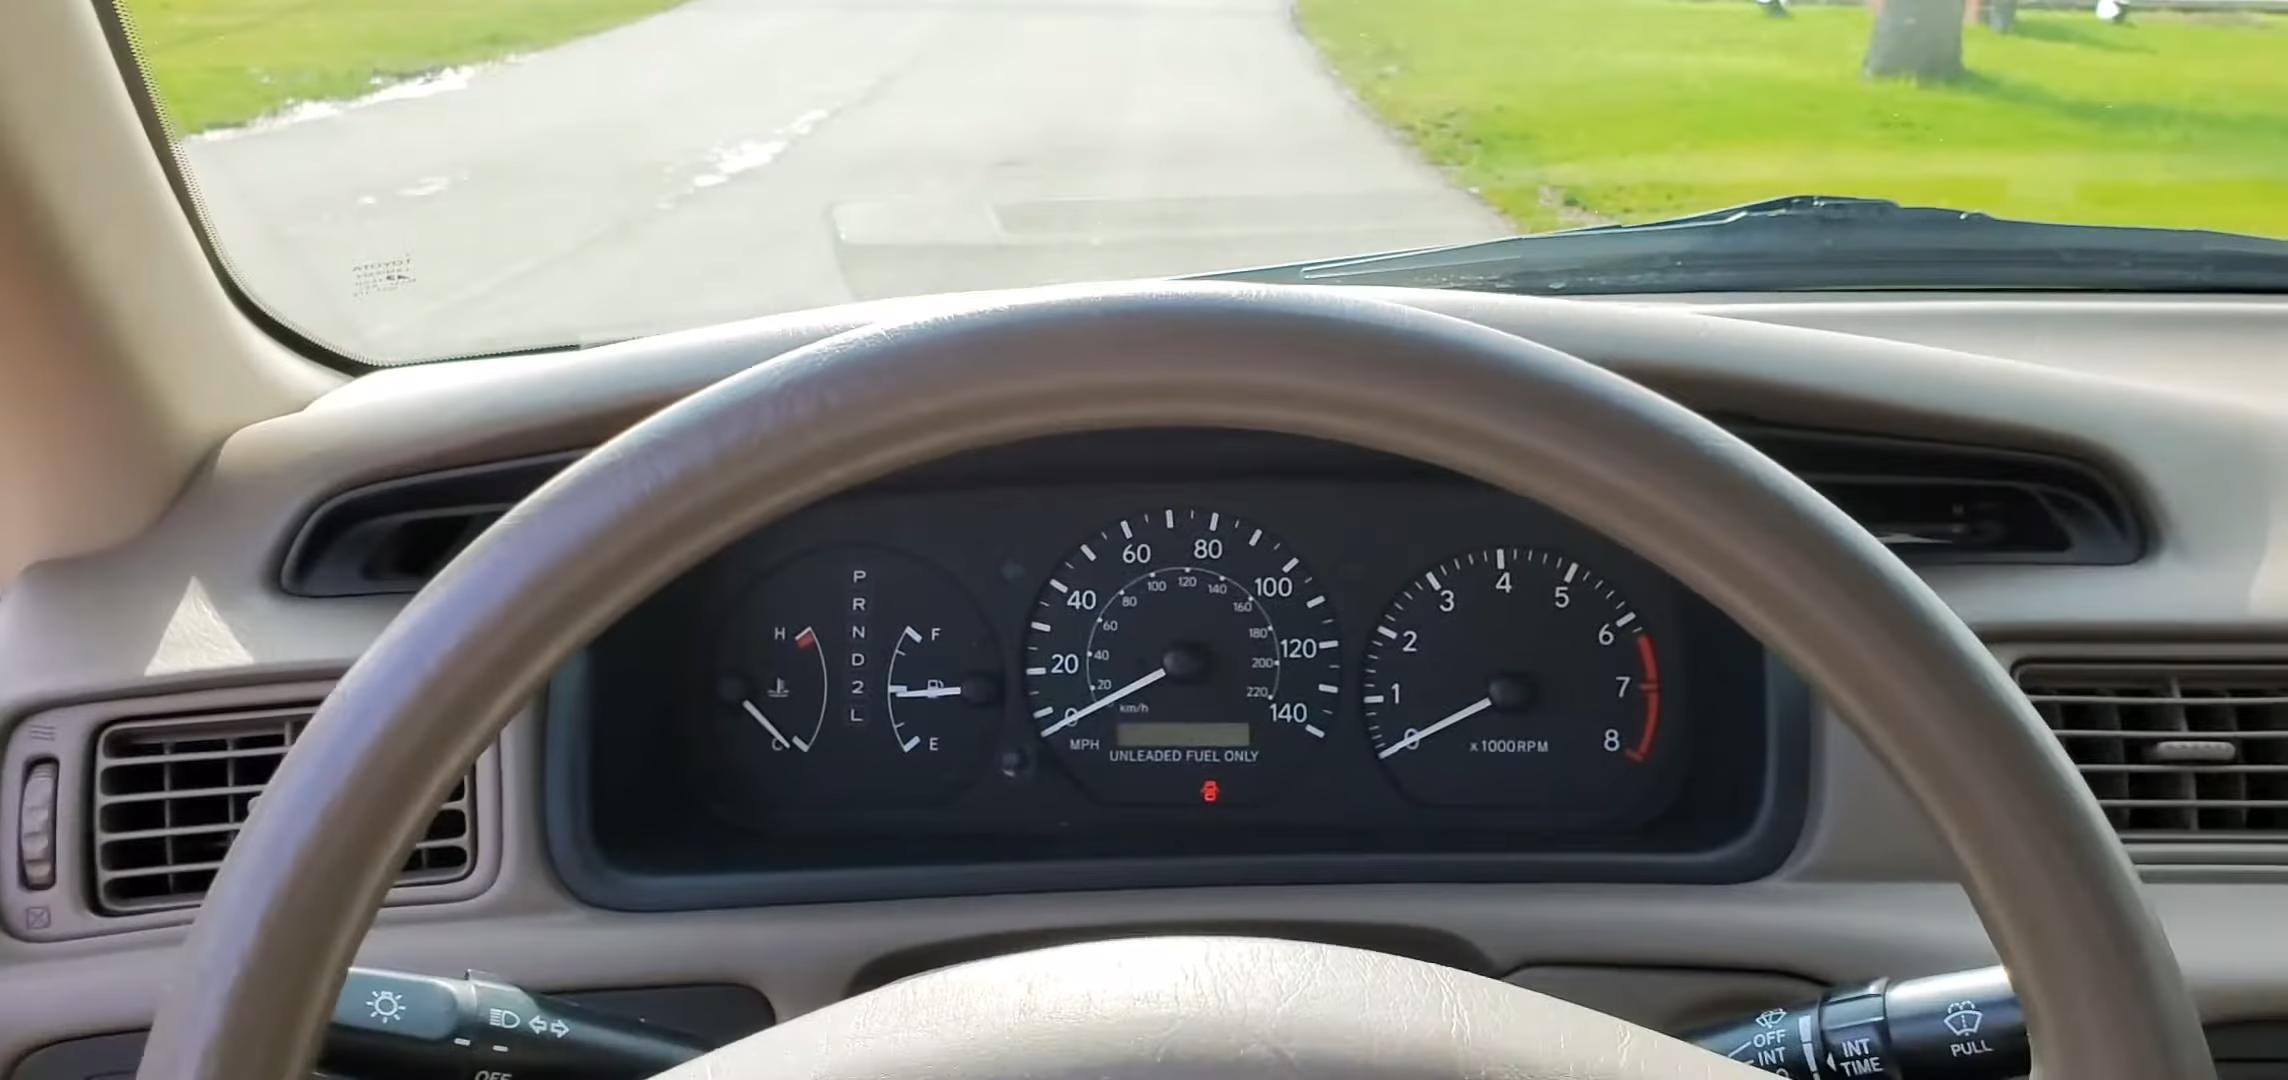 TOYOTA
P
R
N
D
2
L
H
C
F
E
0
20
40
60
80
100
120
140
20
40
60
80
100
120
140
160
180
200
220
km/h
MPH
UNLEADED FUEL ONLY
0
1
2
3
4
5
6
7
8
x1000RPM
OFF
OFF
INT
INT
TIME
PULL